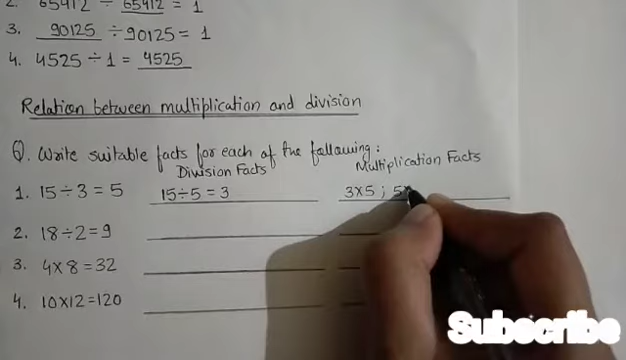 2. 65412 ÷ 65412 = 1
3. 90125 ÷ 90125 = 1
4. 4525 ÷ 1 = 4525
Relation between multiplication and division
Q. Write suitable facts for each of the following:
Division Facts Multiplication Facts
1. 15 ÷ 3 = 5 15 ÷ 5 = 3 3 x 5 ; 5x
2. 18 ÷ 2 = 9
3. 4 x 8 = 32
4. 10 x 12 = 120
Subscribe